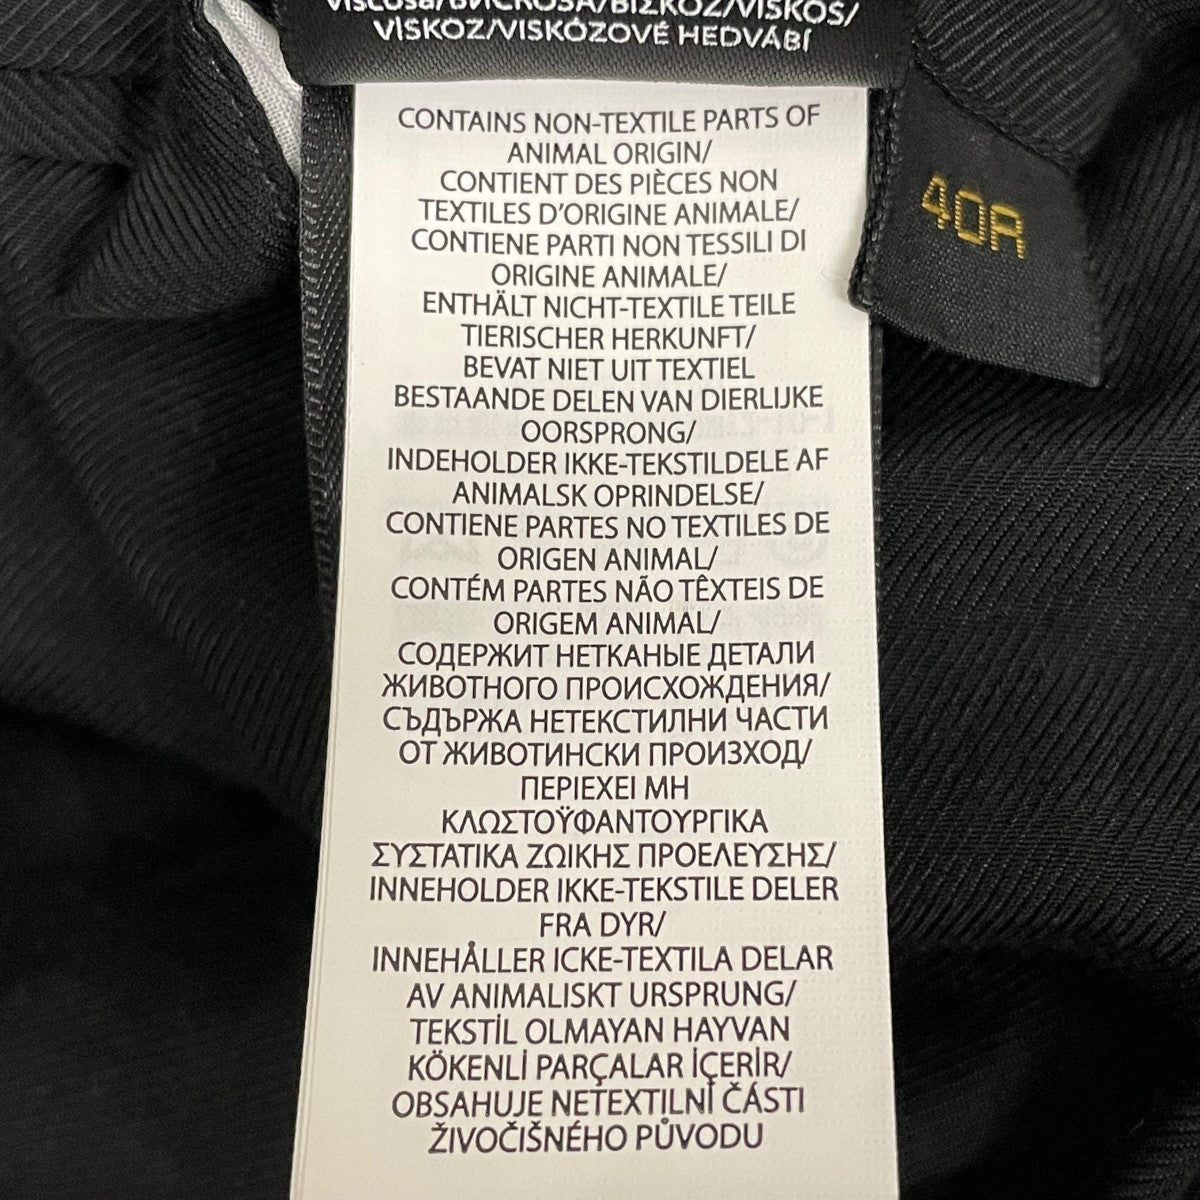 VISKOZ/VISKÓZOVÉ HEDVÁBÍ
CONTAINS NON-TEXTILE PARTS OF
ANIMAL ORIGIN/
CONTIENT DES PIÈCES NON
TEXTILES D'ORIGINE ANIMALE/
CONTIENE PARTI NON TESSILI DI
ORIGINE ANIMALE/
ENTHÄLT NICHT-TEXTILE TEILE
TIERISCHER HERKUNFT/
BEVAT NIET UIT TEXTIEL
BESTAANDE DELEN VAN DIERLIJKE
OORSPRONG/
INDEHOLDER IKKE-TEKSTILDELE AF
ANIMALSK OPRINDELSE/
CONTIENE PARTES NO TEXTILES DE
ORIGEN ANIMAL/
CONTÉM PARTES NÃO TÊXTEIS DE
ORIGEM ANIMAL/
СОДЕРЖИТ НЕТКАНЫЕ ДЕТАЛИ
ЖИВОТНОГО ПРОИСХОЖДЕНИЯ/
СЪДЪРЖА НЕТЕКСТИЛНИ ЧАСТИ
ОТ ЖИВОТИНСКИ ПРОИЗХОД/
ΠΕΡΙΕΧΕΙ ΜΗ
ΚΛΩΣΤΟΫΦΑΝΤΟΥΡΓΙΚΑ
ΣΥΣΤΑΤΙΚΑ ΖΩΙΚΗΣ ΠΡΟΕΛΕΥΣΗΣ/
INNEHOLDER IKKE-TEKSTILE DELER
FRA DYR/
INNEHÅLLER ICKE-TEXTILA DELAR
AV ANIMALISKT URSPRUNG/
TEKSTİL OLMAYAN HAYVAN
KÖKENLİ PARÇALAR İÇERİR/
OBSAHUJE NETEXTILNÍ ČÁSTI
ŽIVOČIŠNÉHO PŮVODU
40R